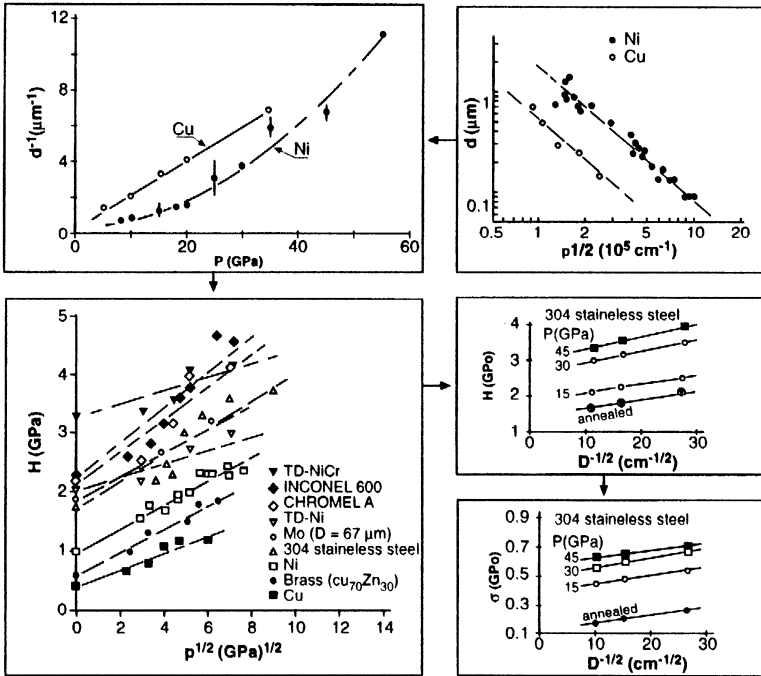 12
8
4
0
d⁻¹(μm⁻¹)
Cu
Ni
0 20 40 60
P (GPa)
● Ni
○ Cu
1
0.1
d (μm)
0.5 1 2 10 20
ρ1/2 (10⁵ cm⁻¹)
5
4
3
2
1
0
H (GPa)
▼ TD-NiCr
◆ INCONEL 600
◇ CHROMEL A
▽ TD-Ni
○ Mo (D = 67 μm)
△ 304 staineless steel
□ Ni
● Brass (cu₇₀Zn₃₀)
■ Cu
0 2 4 6 8 10 12 14
p¹/² (GPa)¹/²
304 staineless steel
P(GPa)
45
30
15
annealed
4
3
2
1
H (GPo)
0 10 20 30
D⁻¹/² (cm⁻¹/²)
304 staineless steel
P(GPa)
45
30
15
annealed
0.9
0.7
0.5
0.3
0.1
σ (GPo)
0 10 20 30
D⁻¹/² (cm⁻¹/²)